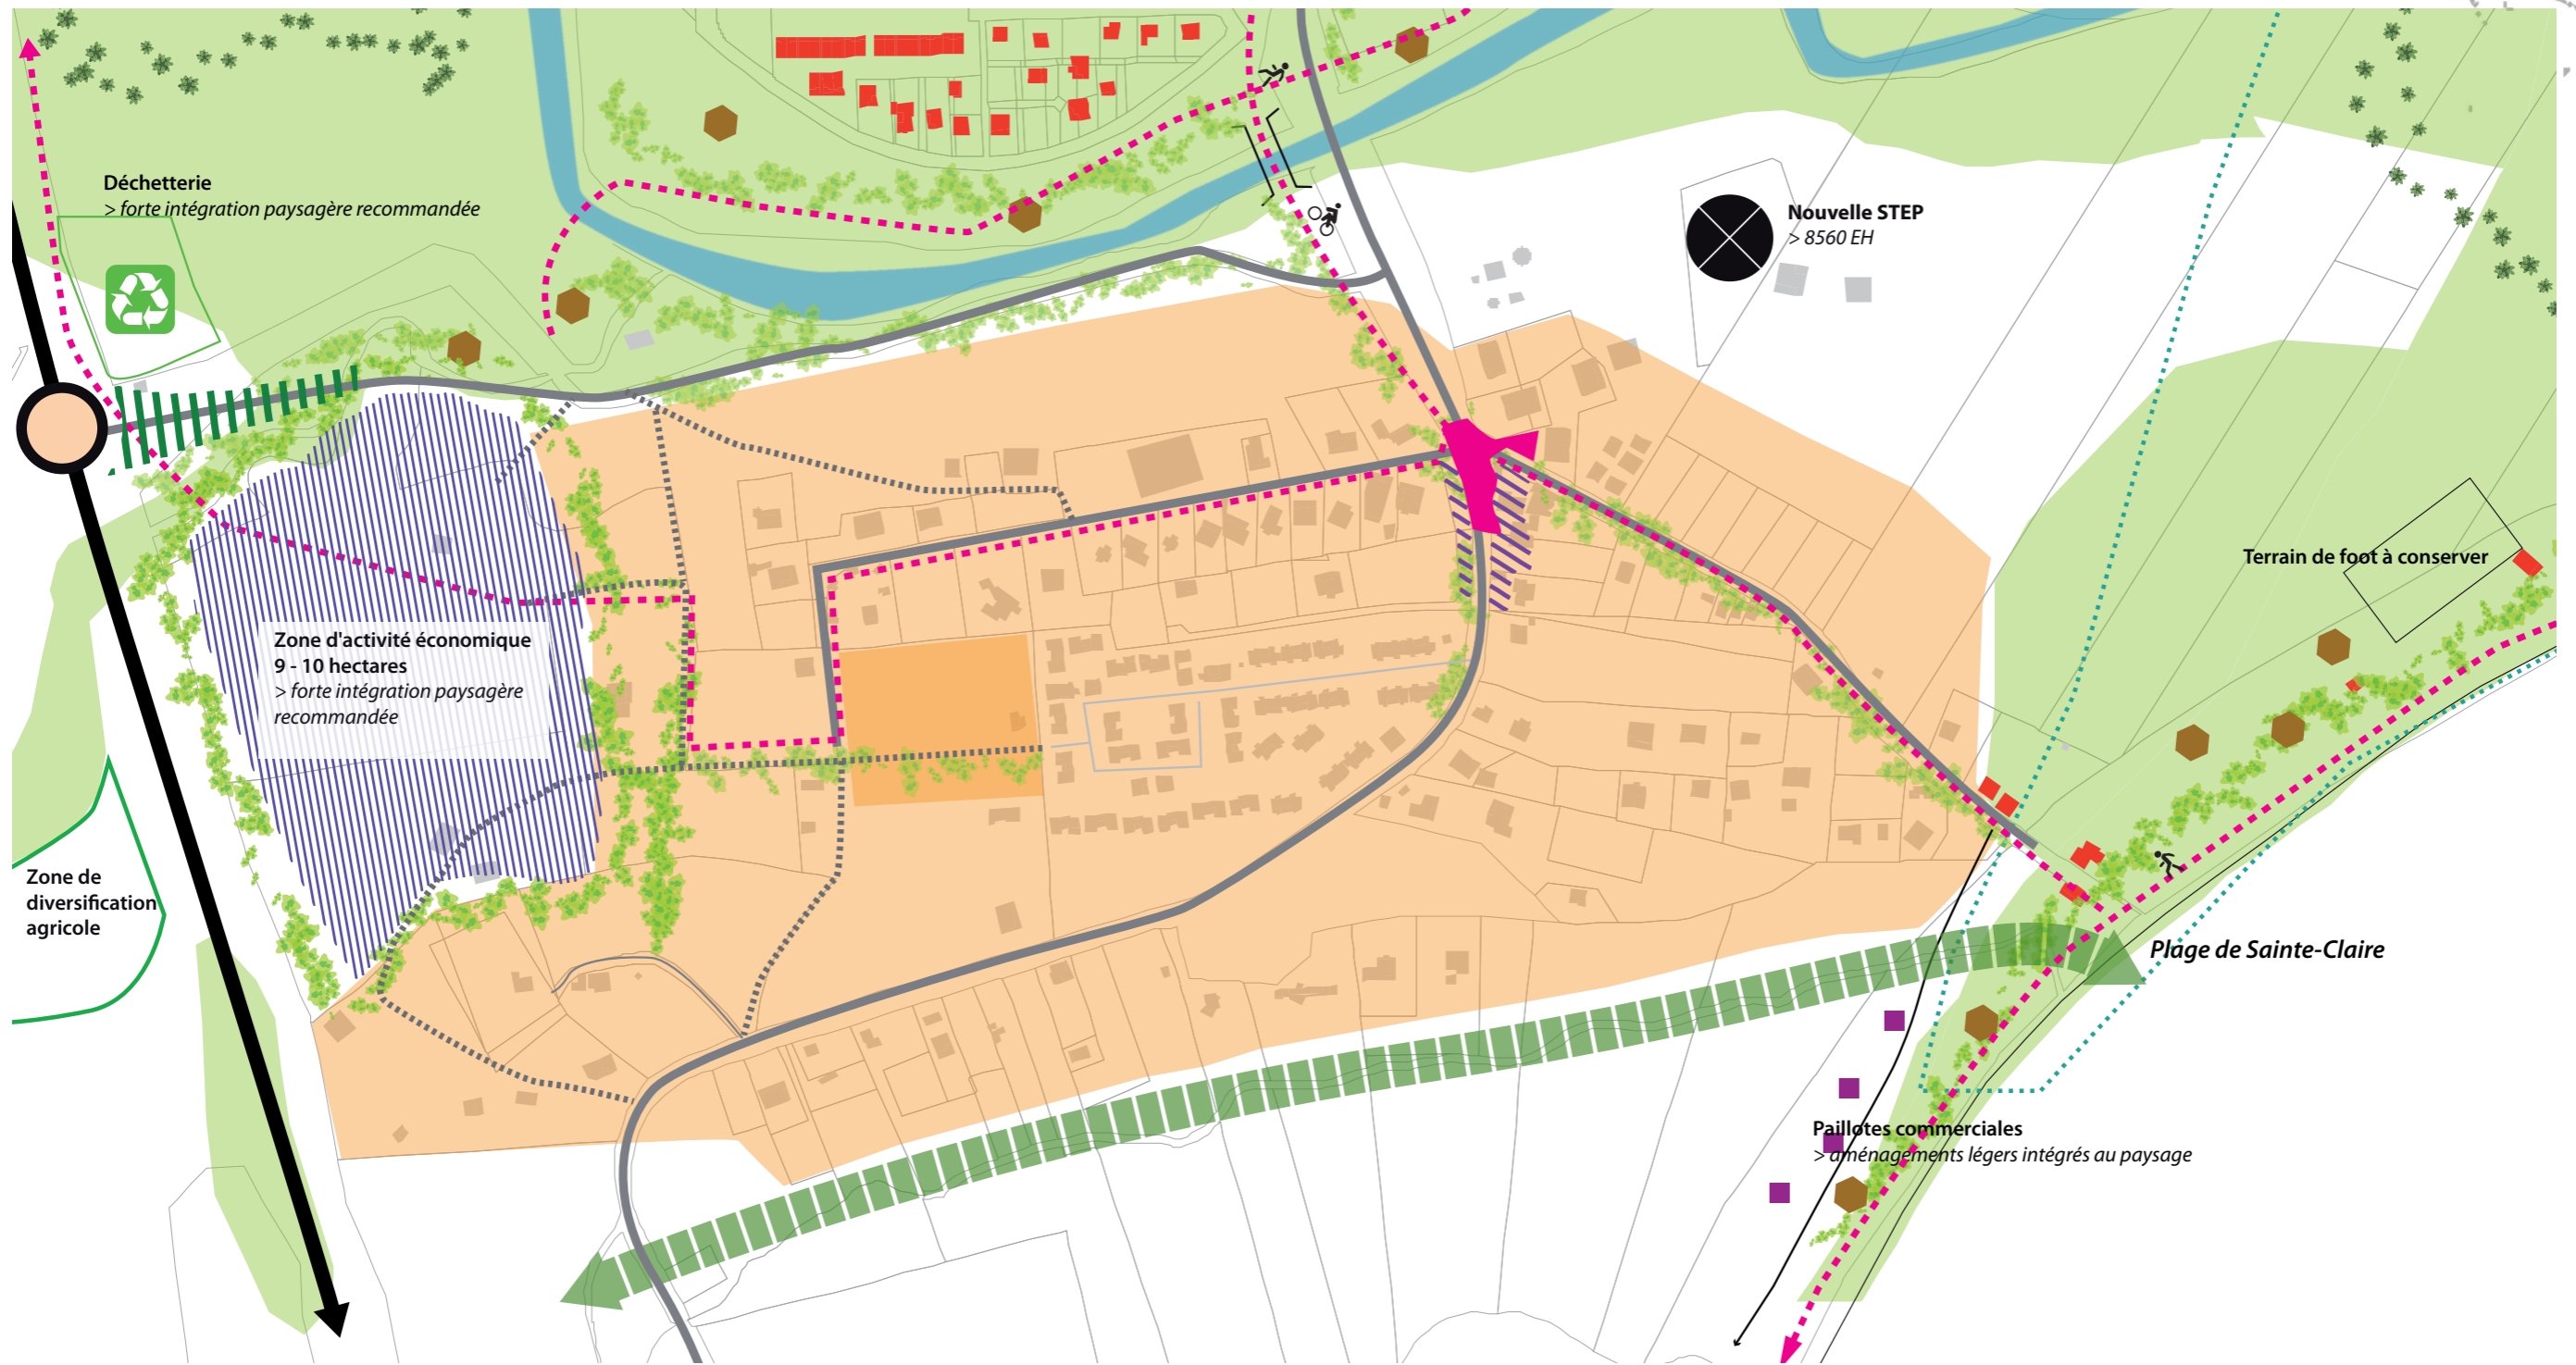 Déchetterie
> forte intégration paysagère recommandée
Nouvelle STEP
> 8560 EH
Terrain de foot à conserver
Zone d'activité économique
9 - 10 hectares
> forte intégration paysagère
recommandée
Zone de
diversification
agricole
Plage de Sainte-Claire
Paillotes commerciales
> aménagements légers intégrés au paysage